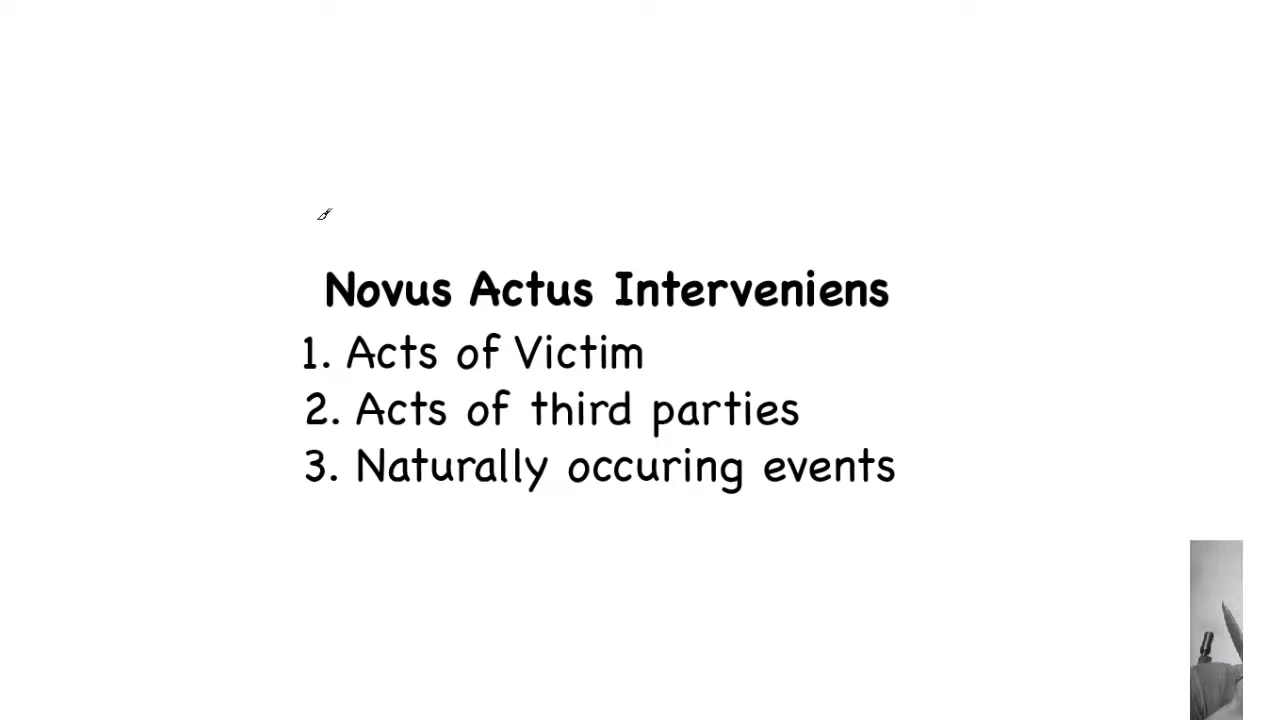 Novus Actus Interveniens
1. Acts of Victim
2. Acts of third parties
3. Naturally occuring events